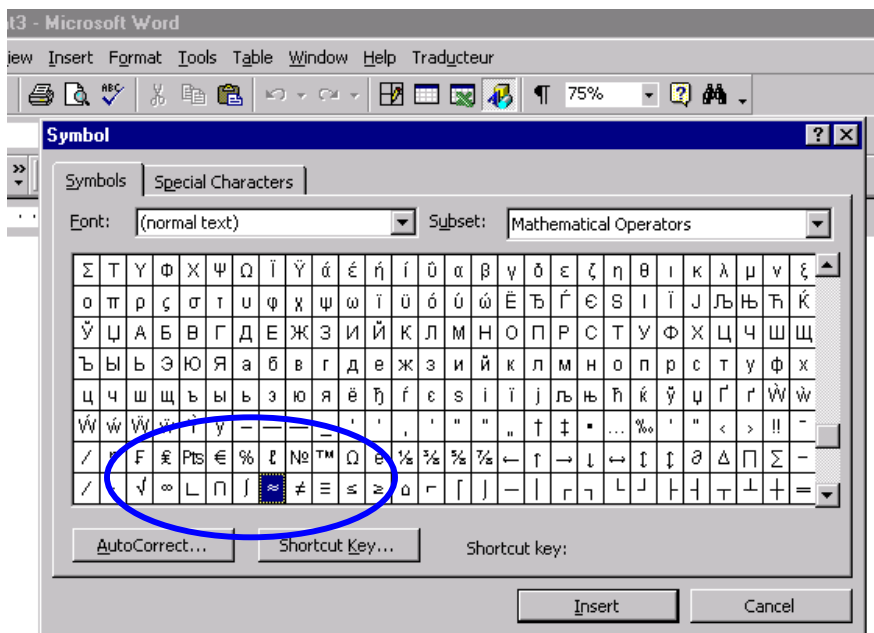 t3 - Microsoft Word
iew Insert Format Tools Table Window Help Traducteur
ABC ¶ 75%
Symbol
Symbols Special Characters
Font: (normal text) Subset: Mathematical Operators
Σ Τ Υ Φ Χ Ψ Ω Ϊ Ϋ ά έ ή ί ΰ α β γ δ ε ζ η θ ι κ λ μ ν ξ
ο π ρ ς σ τ υ φ χ ψ ω ϊ ϋ ό ύ ώ Ё Ђ Ѓ Є Ѕ І Ї Ј Љ Њ Ћ Ќ
Ў Џ А Б В Г Д Е Ж З И Й К Л М Н О П Р С Т У Ф Х Ц Ч Ш Щ
Ъ Ы Ь Э Ю Я а б в г д е ж з и й к л м н о п р с т у ф х
ц ч ш щ ъ ы ь э ю я ё ђ ѓ є ѕ і ї ј љ њ ћ ќ ў џ Ґ ґ Ẁ ẁ
Ẃ ẃ Ẅ – — ― ‗ ‘ ’ ‚ ‛ “ ” „ † ‡ • … ‰ ′ ″ ‹ › ‼ ‾
⁄ ₣ ₤ ₧ € % ℓ № ™ Ω ℮ ⅛ ⅜ ⅝ ⅞ ← ↑ → ↓ ↔ ↕ ↨ ∂ ∆ ∏ ∑ −
∕ √ ∞ ∟ ∩ ∫ ≈ ≠ ≡ ≤ ≥ ⌂ ⌐ ⌠ ⌡ ─ │ ┌ ┐ └ ┘ ├ ┤ ┬ ┴ ┼ ═
AutoCorrect... Shortcut Key... Shortcut key:
Insert Cancel